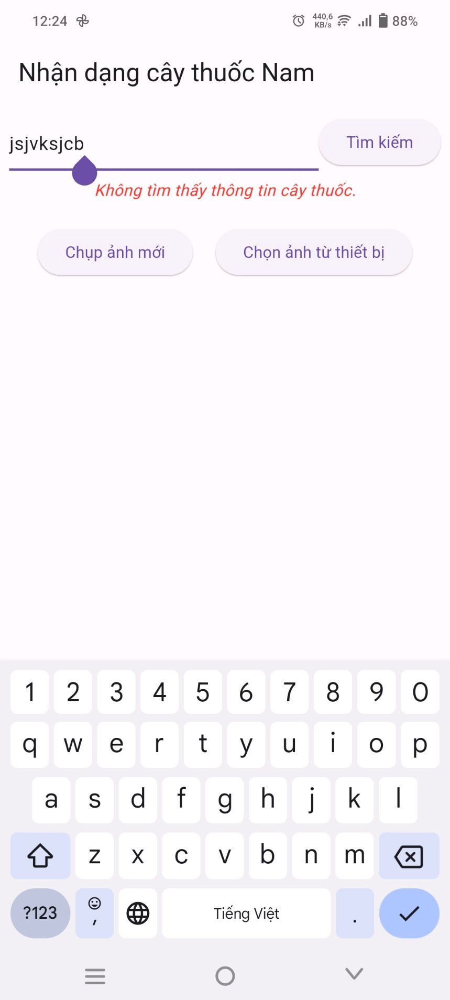 12:24 440,6 KB/s 88%
Nhận dạng cây thuốc Nam
jsjvksjcb Tìm kiếm
Không tìm thấy thông tin cây thuốc.
Chụp ảnh mới Chọn ảnh từ thiết bị
1 2 3 4 5 6 7 8 9 0
q w e r t y u i o p
a s d f g h j k l
z x c v b n m
?123 , Tiếng Việt .